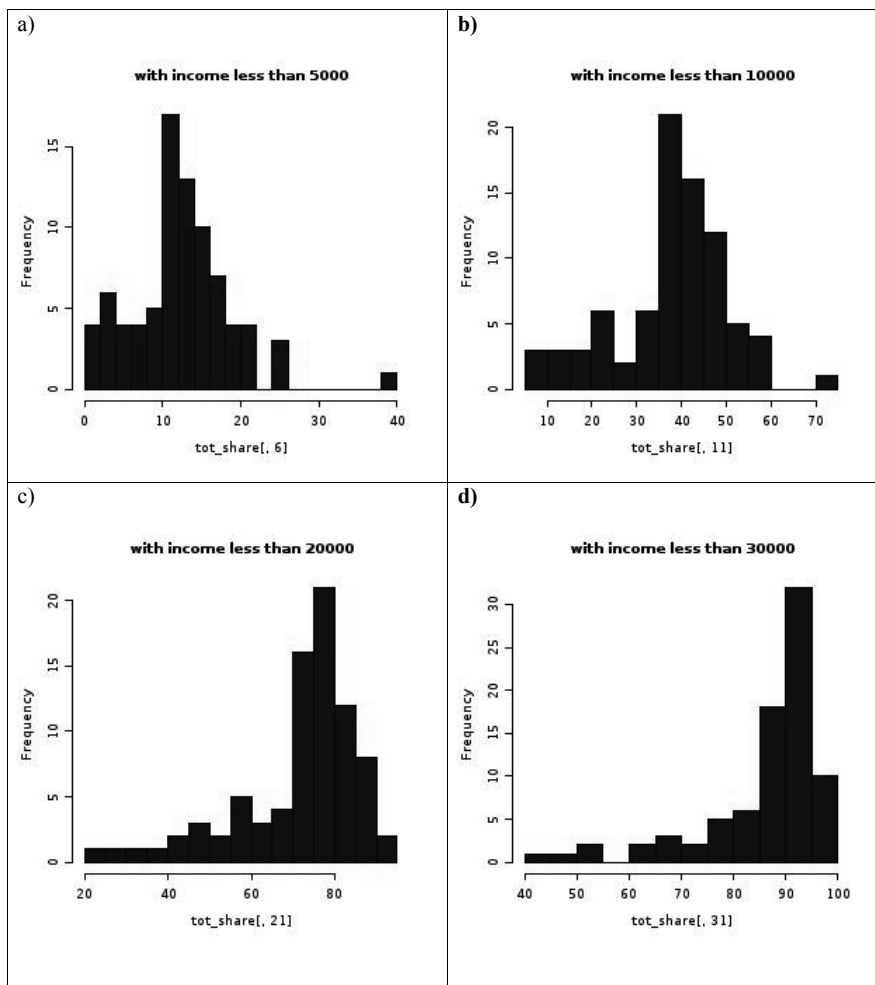 a)
with income less than 5000
Frequency
15
10
5
0
0 10 20 30 40
tot_share[, 6]
b)
with income less than 10000
Frequency
20
15
10
5
0
10 20 30 40 50 60 70
tot_share[, 11]
c)
with income less than 20000
Frequency
20
15
10
5
0
20 40 60 80
tot_share[, 21]
d)
with income less than 30000
Frequency
30
25
20
15
10
5
0
40 50 60 70 80 90 100
tot_share[, 31]